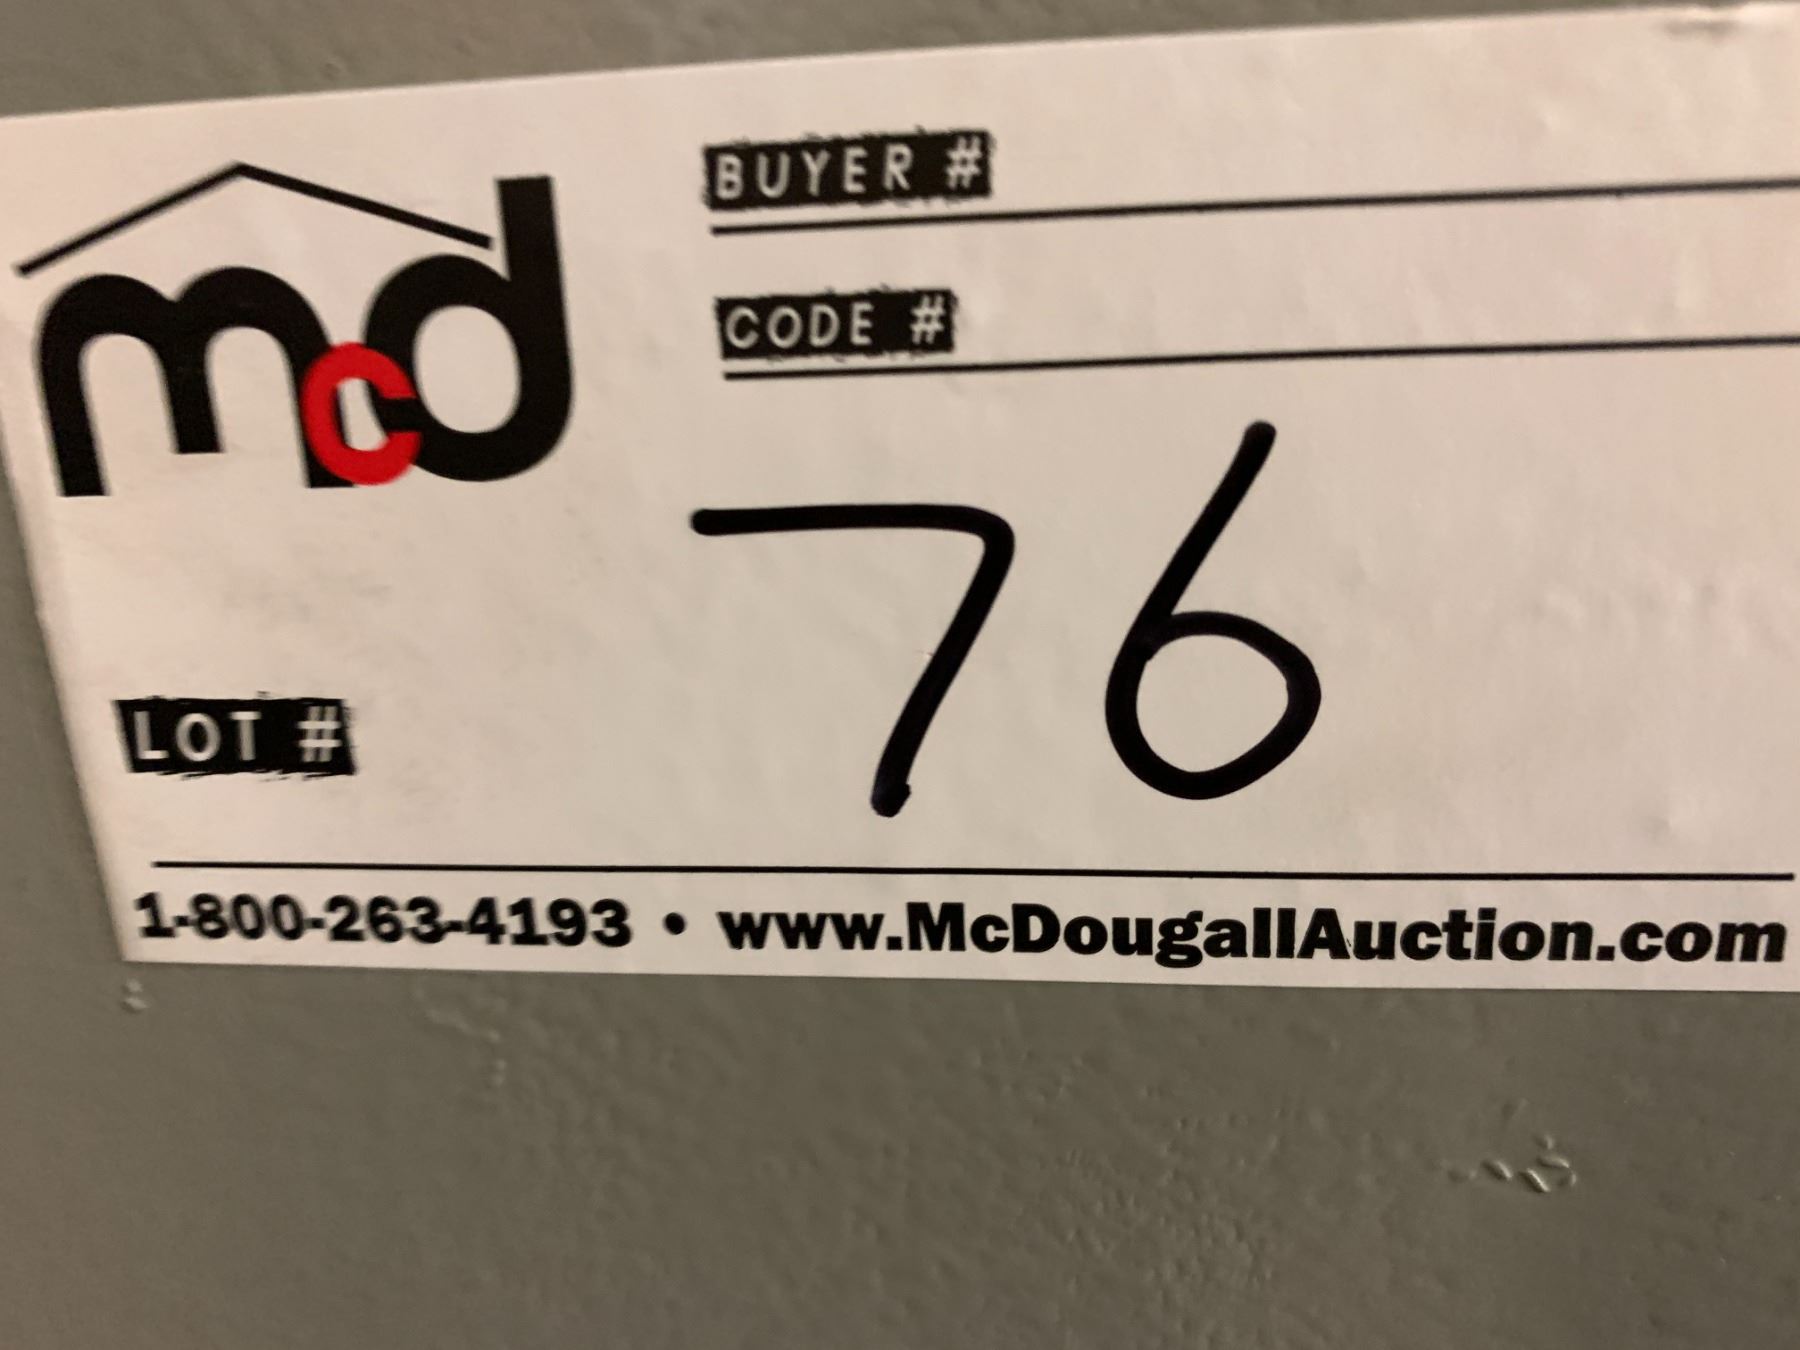 BUYER #
mcd
CODE #
76
LOT #
1-800-263-4193 • www.McDougallAuction.com